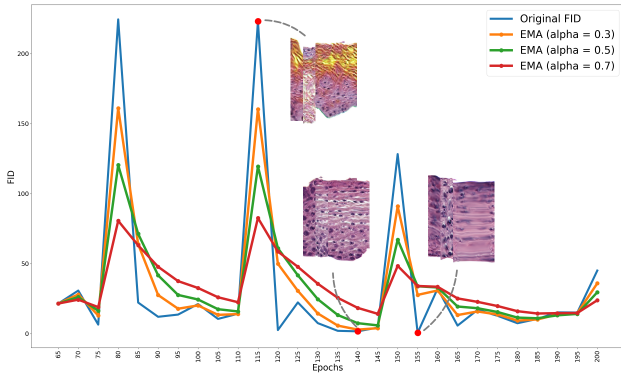 Original FID
EMA (alpha = 0.3)
EMA (alpha = 0.5)
EMA (alpha = 0.7)
FID
200
150
100
50
0
65 70 75 80 85 90 95 100 105 110 115 120 125 130 135 140 145 150 155 160 165 170 175 180 185 190 195 200
Epochs